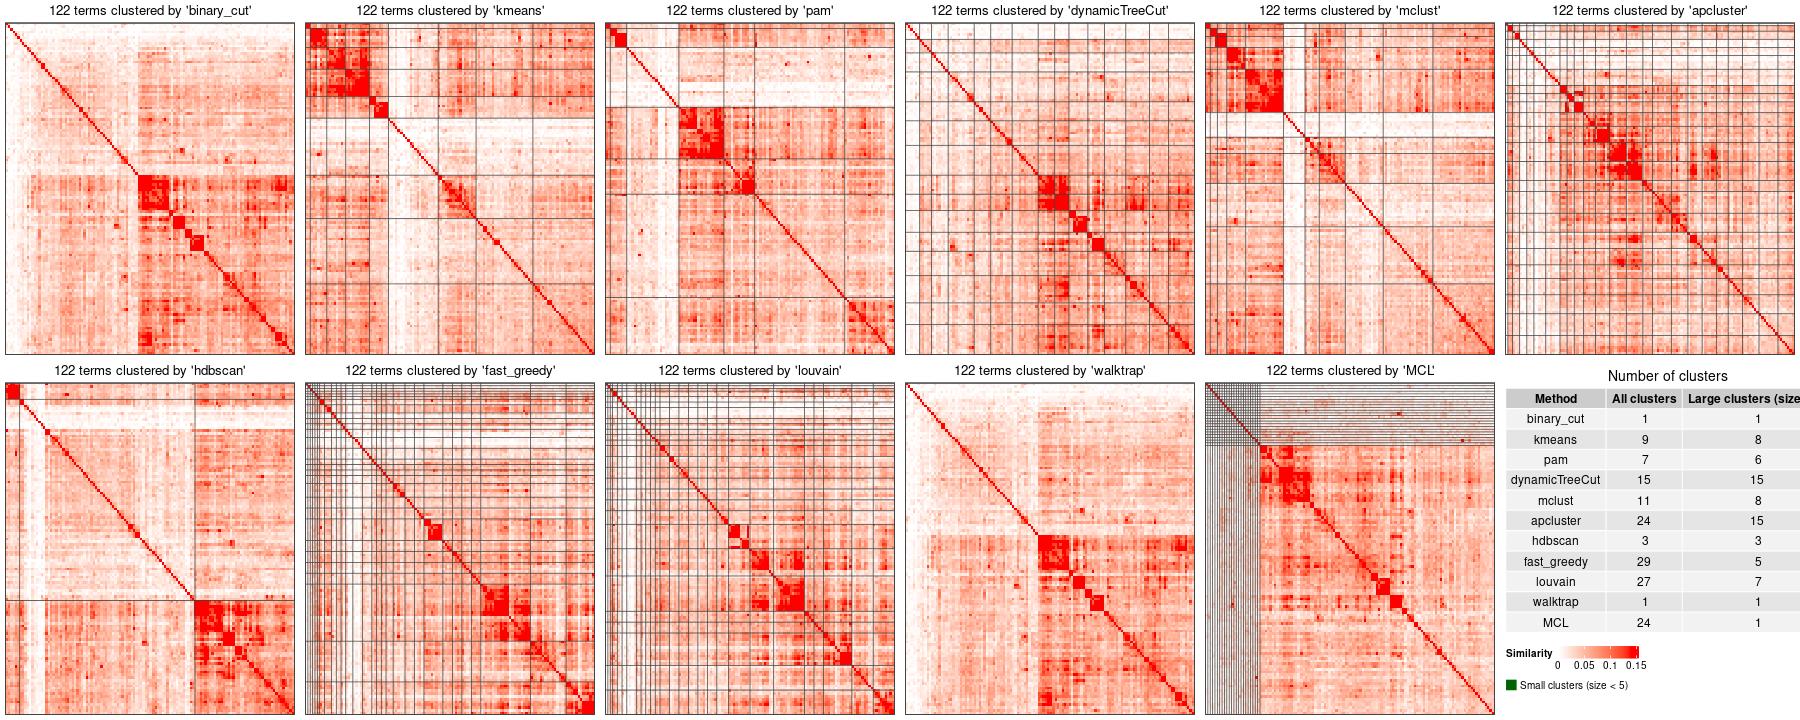 122 terms clustered by 'binary_cut'
122 terms clustered by 'kmeans'
122 terms clustered by 'pam'
122 terms clustered by 'dynamicTreeCut'
122 terms clustered by 'mclust'
122 terms clustered by 'apcluster'
122 terms clustered by 'hdbscan'
122 terms clustered by 'fast_greedy'
122 terms clustered by 'louvain'
122 terms clustered by 'walktrap'
122 terms clustered by 'MCL'
Number of clusters
Method All clusters Large clusters (size
binary_cut 1 1
kmeans 9 8
pam 7 6
dynamicTreeCut 15 15
mclust 11 8
apcluster 24 15
hdbscan 3 3
fast_greedy 29 5
louvain 27 7
walktrap 1 1
MCL 24 1
Similarity
0 0.05 0.1 0.15
Small clusters (size < 5)